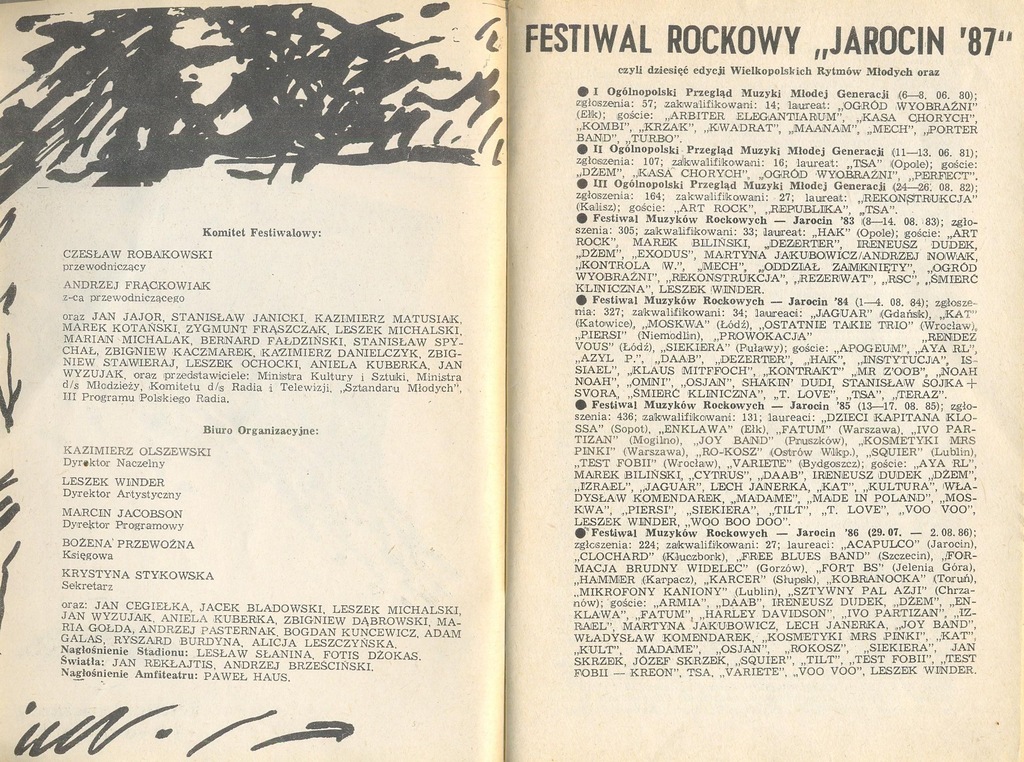 Komitet Festiwalowy:
CZESŁAW ROBAKOWSKI
przewodniczący
ANDRZEJ FRĄCKOWIAK
z-ca przewodniczącego
oraz JAN JAJOR, STANISŁAW JANICKI, KAZIMIERZ MATUSIAK,
MAREK KOTAŃSKI, ZYGMUNT FRĄSZCZAK, LESZEK MICHALSKI,
MARIAN MICHALAK, BERNARD FAŁDZIŃSKI, STANISŁAW SPY-
CHAŁ, ZBIGNIEW KACZMAREK, KAZIMIERZ DANIELCZYK, ZBIG-
NIEW STAWIERAJ, LESZEK OCHOCKI, ANIELA KUBERKA, JAN
WYZUJAK, oraz przedstawiciele: Ministra Kultury i Sztuki, Ministra
d/s Młodzieży, Komitetu d/s Radia i Telewizji, „Sztandaru Młodych",
III Programu Polskiego Radia.
Biuro Organizacyjne:
KAZIMIERZ OLSZEWSKI
Dyrektor Naczelny
LESZEK WINDER
Dyrektor Artystyczny
MARCIN JACOBSON
Dyrektor Programowy
BOŻENA PRZEWOŹNA
Księgowa
KRYSTYNA STYKOWSKA
Sekretarz
oraz: JAN CEGIEŁKA, JACEK BLADOWSKI, LESZEK MICHALSKI,
JAN WYZUJAK, ANIELA KUBERKA, ZBIGNIEW DĄBROWSKI, MA-
RIA GOŁDA, ANDRZEJ PASTERNAK, BOGDAN KUNCEWICZ, ADAM
GALAS, RYSZARD BBURDYNA, ALICJA LESZCZYŃSKA.
Nagłośnienie Stadionu: LESŁAW SŁANINA, FOTIS DŻOKAS.
Światła: JAN REKŁAJTIS, ANDRZEJ BRZEŚCIŃSKI.
Nagłośnienie Amfiteatru: PAWEŁ HAUS.
FESTIWAL ROCKOWY „JAROCIN '87"
czyli dziesięć edycji Wielkopolskich Rytmów Młodych oraz
● I Ogólnopolski Przegląd Muzyki Młodej Generacji (6—8. 06. 80);
zgłoszenia: 57; zakwalifikowani: 14; laureat: „OGRÓD WYOBRAŹNI"
(Ełk); goście: „ARBITER ELEGANTIARUM", „KASA CHORYCH",
„KOMBI", „KRZAK", „KWADRAT", „MAANAM", „MECH", „PORTER
BAND", „TURBO".
● II Ogólnopolski Przegląd Muzyki Młodej Generacji (11—13. 06. 81);
zgłoszenia: 107; zakwalifikowani: 16; laureat: „TSA" (Opole); goście:
„DŻEM", „KASA CHORYCH", „OGRÓD WYOBRAŹNI", „PERFECT".
● III Ogólnopolski Przegląd Muzyki Młodej Generacji (24—26. 08. 82);
zgłoszenia: 164; zakwalifikowani: 27; laureat: „REKONSTRUKCJA"
(Kalisz); goście: „ART ROCK", „REPUBLIKA", „TSA".
● Festiwal Muzyków Rockowych — Jarocin '83 (8—14. 08. 83); zgło-
szenia: 305; zakwalifikowani: 33; laureat: „HAK" (Opole); goście: „ART
ROCK", MAREK BILIŃSKI, „DEZERTER", IRENEUSZ DUDEK,
„DŻEM", „EXODUS", MARTYNA JAKUBOWICZ/ANDRZEJ NOWAK,
„KONTROLA W.", „MECH", „ODDZIAŁ ZAMKNIĘTY", „OGRÓD
WYOBRAŹNI", „REKONSTRUKCJA", „REZERWAT", „RSC", „ŚMIERĆ
KLINICZNA", LESZEK WINDER.
● Festiwal Muzyków Rockowych — Jarocin '84 (1—4. 08. 84); zgłosze-
nia: 327; zakwalifikowani: 34; laureaci: „JAGUAR" (Gdańsk), „KAT"
(Katowice), „MOSKWA" (Łódź), „OSTATNIE TAKIE TRIO" (Wrocław),
„PIERSI" (Niemodlin), „PROWOKACJA" „RENDEZ
VOUS" (Łódź), „SIEKIERA" (Puławy); goście: „APOGEUM", „AYA RL",
„AZYL P.", „DAAB", „DEZERTER", „HAK", „INSTYTUCJA", IS-
SIAEL", „KLAUS MITFFOCH", „KONTRAKT" „MR Z'OOB", „NOAH
NOAH", „OMNI", „OSJAN", SHAKIN' DUDI, STANISŁAW SOJKA +
SVORA, „ŚMIERĆ KLINICZNA", „T. LOVE", „TSA", „TERAZ".
● Festiwal Muzyków Rockowych — Jarocin '85 (13—17. 08. 85); zgło-
szenia: 436; zakwalifikowani: 131; laureaci: „DZIECI KAPITANA KLO-
SSA" (Sopot), „ENKLAWA" (Ełk), „FATUM" (Warszawa), „IVO PAR-
TIZAN" (Mogilno), „JOY BAND" (Pruszków), „KOSMETYKI MRS
PINKI" (Warszawa), „RO-KOSZ" (Ostrów Wlkp.), „SQUIER" (Lublin),
„TEST FOBII" (Wrocław), „VARIETE" (Bydgoszcz); goście: „AYA RL",
MAREK BILIŃSKI, „CYTRUS", „DAAB", IRENEUSZ DUDEK „DŻEM",
„IZRAEL", „JAGUAR", LECH JANERKA, „KAT", „KULTURA", WŁA-
DYSŁAW KOMENDAREK, „MADAME", „MADE IN POLAND", „MOS-
KWA", „PIERSI", „SIEKIERA", „TILT", „T. LOVE", „VOO VOO",
LESZEK WINDER, „WOO BOO DOO".
● Festiwal Muzyków Rockowych — Jarocin '86 (29. 07. — 2. 08. 86);
zgłoszenia: 224; zakwalifikowani: 27; laureaci: „ACAPULCO" (Jarocin),
„CLOCHARD" (Kluczbork), „FREE BLUES BAND" (Szczecin), „FOR-
MACJA BRUDNY WIDELEC" (Gorzów), „FORT BS" (Jelenia Góra),
„HAMMER (Karpacz), „KARCER" (Słupsk), „KOBRANOCKA" (Toruń),
„MIKROFONY KANIONY" (Lublin), „SZTYWNY PAL AZJI" (Chrza-
nów); goście: „ARMIA", „DAAB", IRENEUSZ DUDEK, „DŻEM", „EN-
KLAWA", „FATUM", „HARLEY DAVIDSON", „IVO PARTIZAN", „IZ-
RAEL", MARTYNA JAKUBOWICZ, LECH JANERKA, „JOY BAND",
WŁADYSŁAW KOMENDAREK, „KOSMETYKI MRS PINKI", „KAT",
„KULT", MADAME", „OSJAN", „ROKOSZ", „SIEKIERA", JAN
SKRZEK, JÓZEF SKRZEK, „SQUIER", „TILT", „TEST FOBII", „TEST
FOBII — KREON", TSA, „VARIETE", „VOO VOO", LESZEK WINDER.